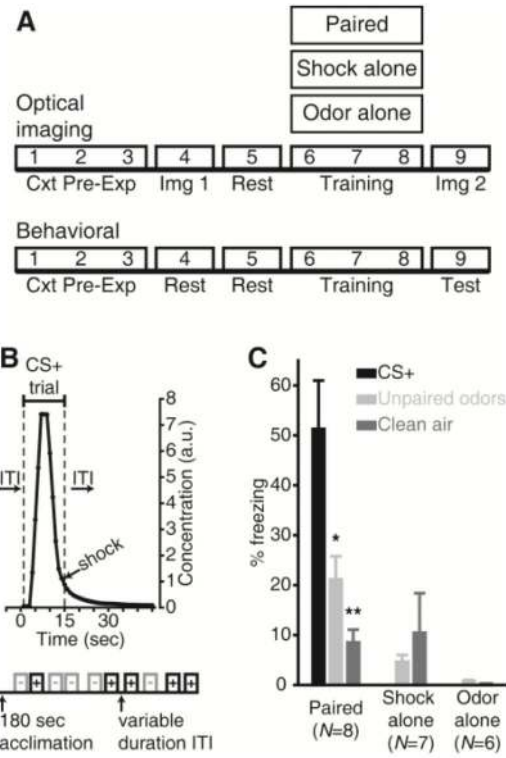 A
Paired
Shock alone
Odor alone
Optical
imaging
1 2 3 4 5 6 7 8 9
Cxt Pre-Exp Img 1 Rest Training Img 2
Behavioral
1 2 3 4 5 6 7 8 9
Cxt Pre-Exp Rest Rest Training Test
B
CS+
trial
ITI
ITI
8
7
6
5
4
3
2
1
0
Concentration (a.u.)
shock
0 15 30
Time (sec)
- + - - - + + - + +
180 sec
acclimation
variable
duration ITI
C
CS+
Unpaired odors
Clean air
60
50
40
30
20
10
0
% freezing
*
**
Paired
(N=8)
Shock
alone
(N=7)
Odor
alone
(N=6)